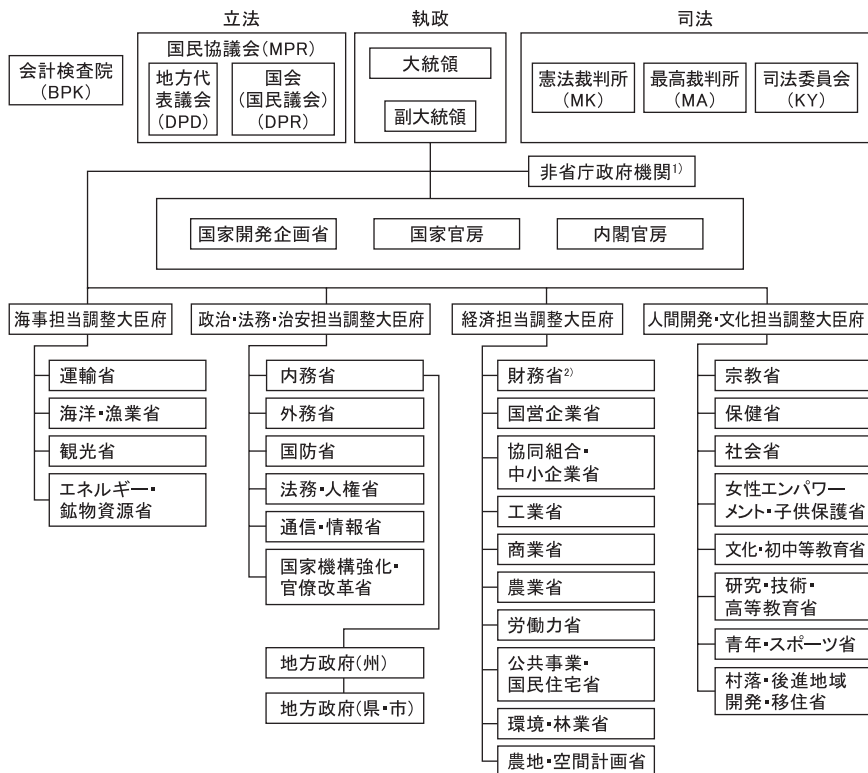 立法
執政
司法
会計検査院
(BPK)
国民協議会(MPR)
地方代
表議会
(DPD)
国会
(国民議会)
(DPR)
大統領
副大統領
憲法裁判所
(MK)
最高裁判所
(MA)
司法委員会
(KY)
非省庁政府機関1)
国家開発企画省
国家官房
内閣官房
海事担当調整大臣府
運輸省
海洋・漁業省
観光省
エネルギー・
鉱物資源省
政治・法務・治安担当調整大臣府
内務省
外務省
国防省
法務・人権省
通信・情報省
国家機構強化・
官僚改革省
地方政府(州)
地方政府(県・市)
経済担当調整大臣府
財務省2)
国営企業省
協同組合・
中小企業省
工業省
商業省
農業省
労働力省
公共事業・
国民住宅省
環境・林業省
農地・空間計画省
人間開発・文化担当調整大臣府
宗教省
保健省
社会省
女性エンパワー
メント・子供保護省
文化・初中等教育省
研究・技術・
高等教育省
青年・スポーツ省
村落・後進地域
開発・移住省